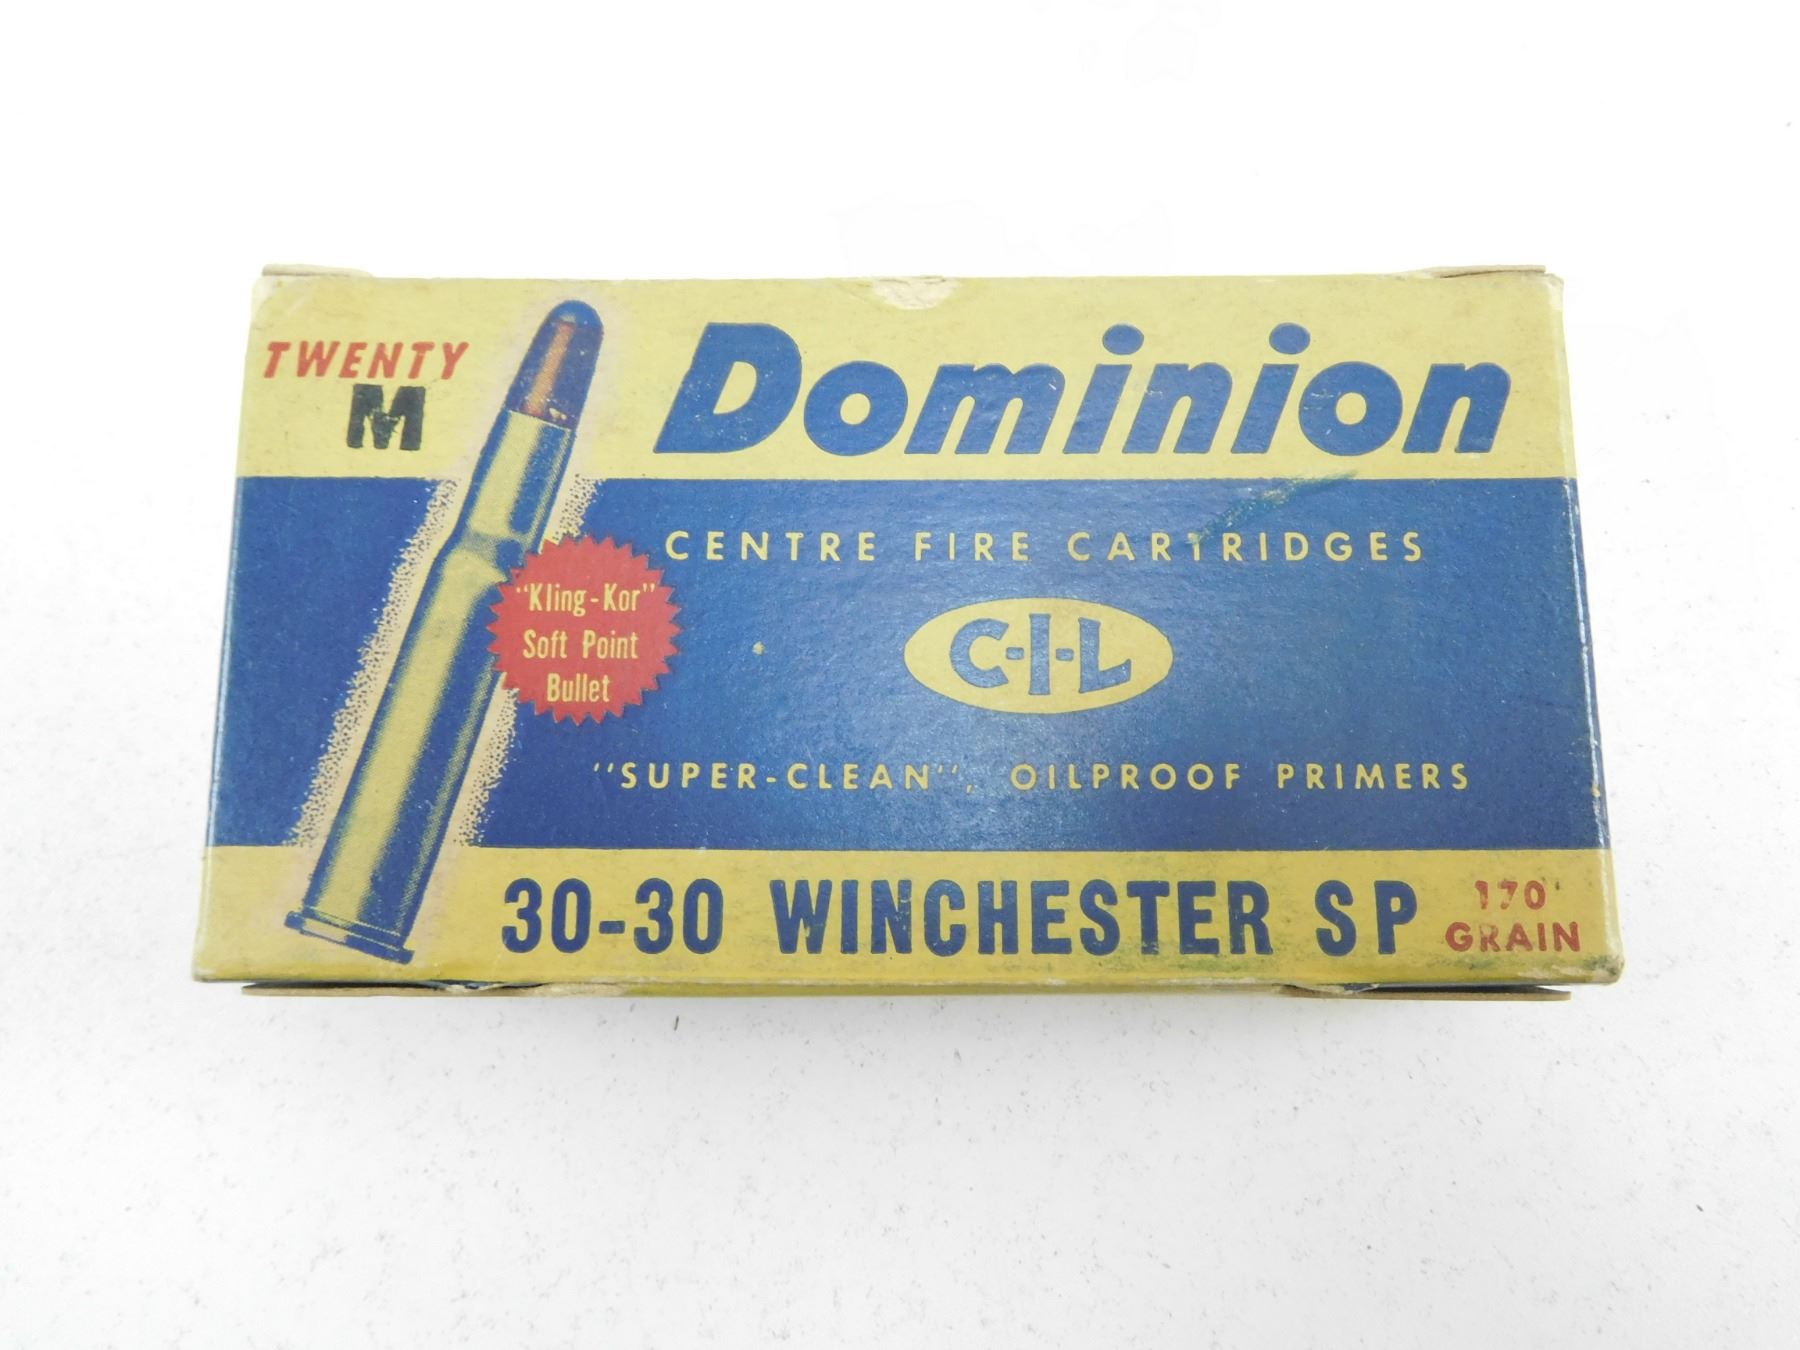 TWENTY
M
Dominion
CENTRE FIRE CARTRIDGES
"Kling-Kor"
Soft Point
Bullet
C-I-L
"SUPER-CLEAN", OILPROOF PRIMERS
30-30 WINCHESTER SP
170
GRAIN